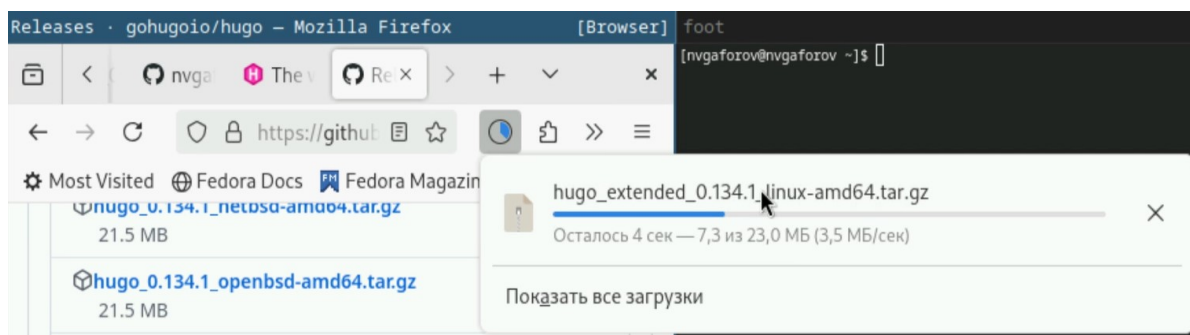 Releases · gohugoio/hugo — Mozilla Firefox [Browser]
foot
[nvgaforov@nvgaforov ~]$
nvga The Re
https://github
Most Visited Fedora Docs Fedora Magazin
hugo_0.134.1_netbsd-amd64.tar.gz
21.5 MB
hugo_0.134.1_openbsd-amd64.tar.gz
21.5 MB
hugo_extended_0.134.1_linux-amd64.tar.gz
Осталось 4 сек — 7,3 из 23,0 МБ (3,5 МБ/сек)
Показать все загрузки